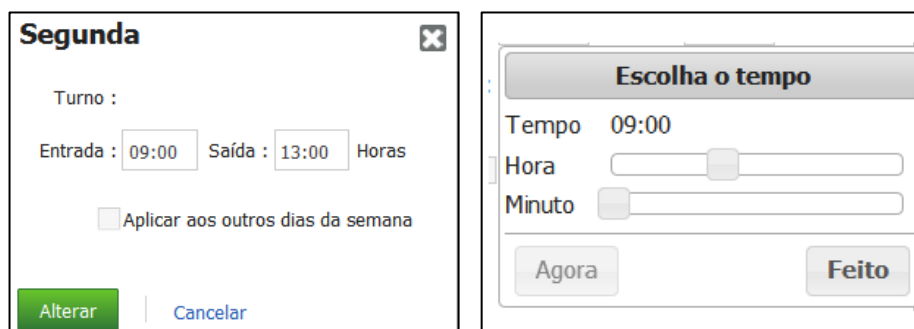 Segunda
Turno :
Entrada : 09:00 Saída : 13:00 Horas
Aplicar aos outros dias da semana
Alterar Cancelar
Escolha o tempo
Tempo 09:00
Hora
Minuto
Agora Feito